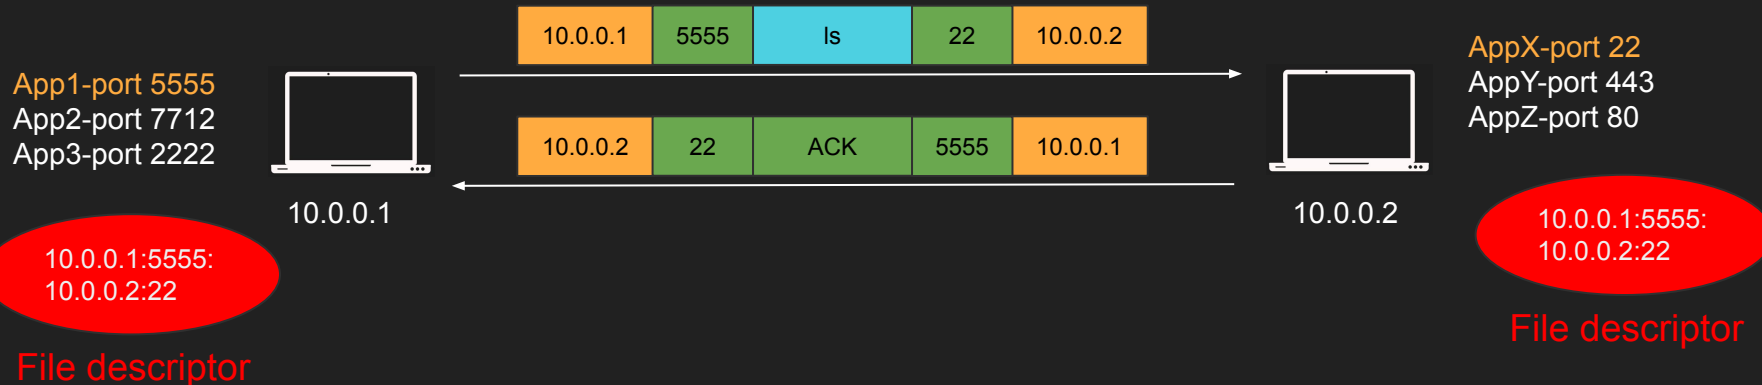 10.0.0.1 5555 ls 22 10.0.0.2
App1-port 5555
App2-port 7712
App3-port 2222
10.0.0.2 22 ACK 5555 10.0.0.1
AppX-port 22
AppY-port 443
AppZ-port 80
10.0.0.1
10.0.0.2
10.0.0.1:5555:
10.0.0.2:22
File descriptor
10.0.0.1:5555:
10.0.0.2:22
File descriptor